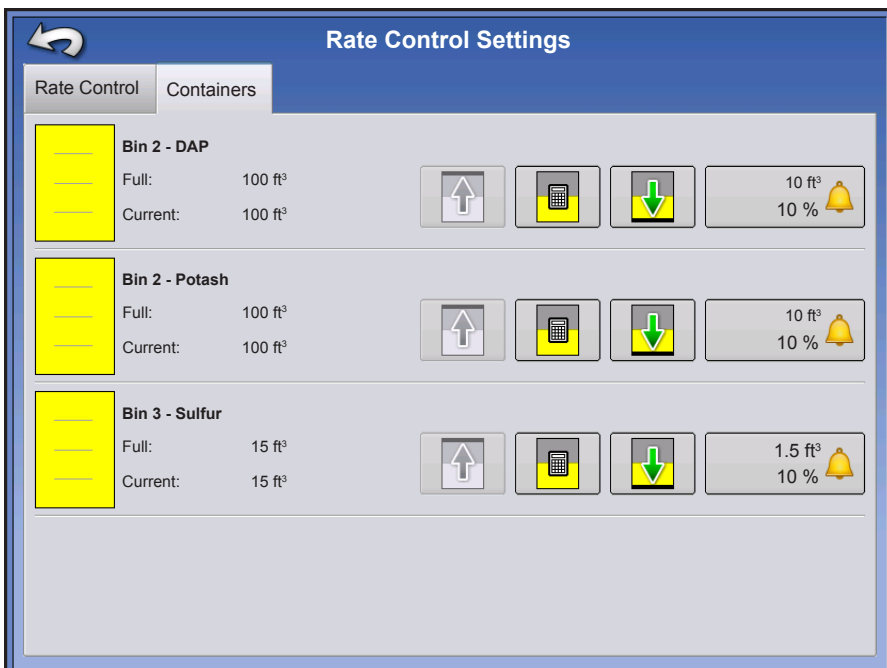 Rate Control Settings
Rate Control Containers
Bin 2 - DAP
Full: 100 ft³
Current: 100 ft³
10 ft³
10 %
Bin 2 - Potash
Full: 100 ft³
Current: 100 ft³
10 ft³
10 %
Bin 3 - Sulfur
Full: 15 ft³
Current: 15 ft³
1.5 ft³
10 %